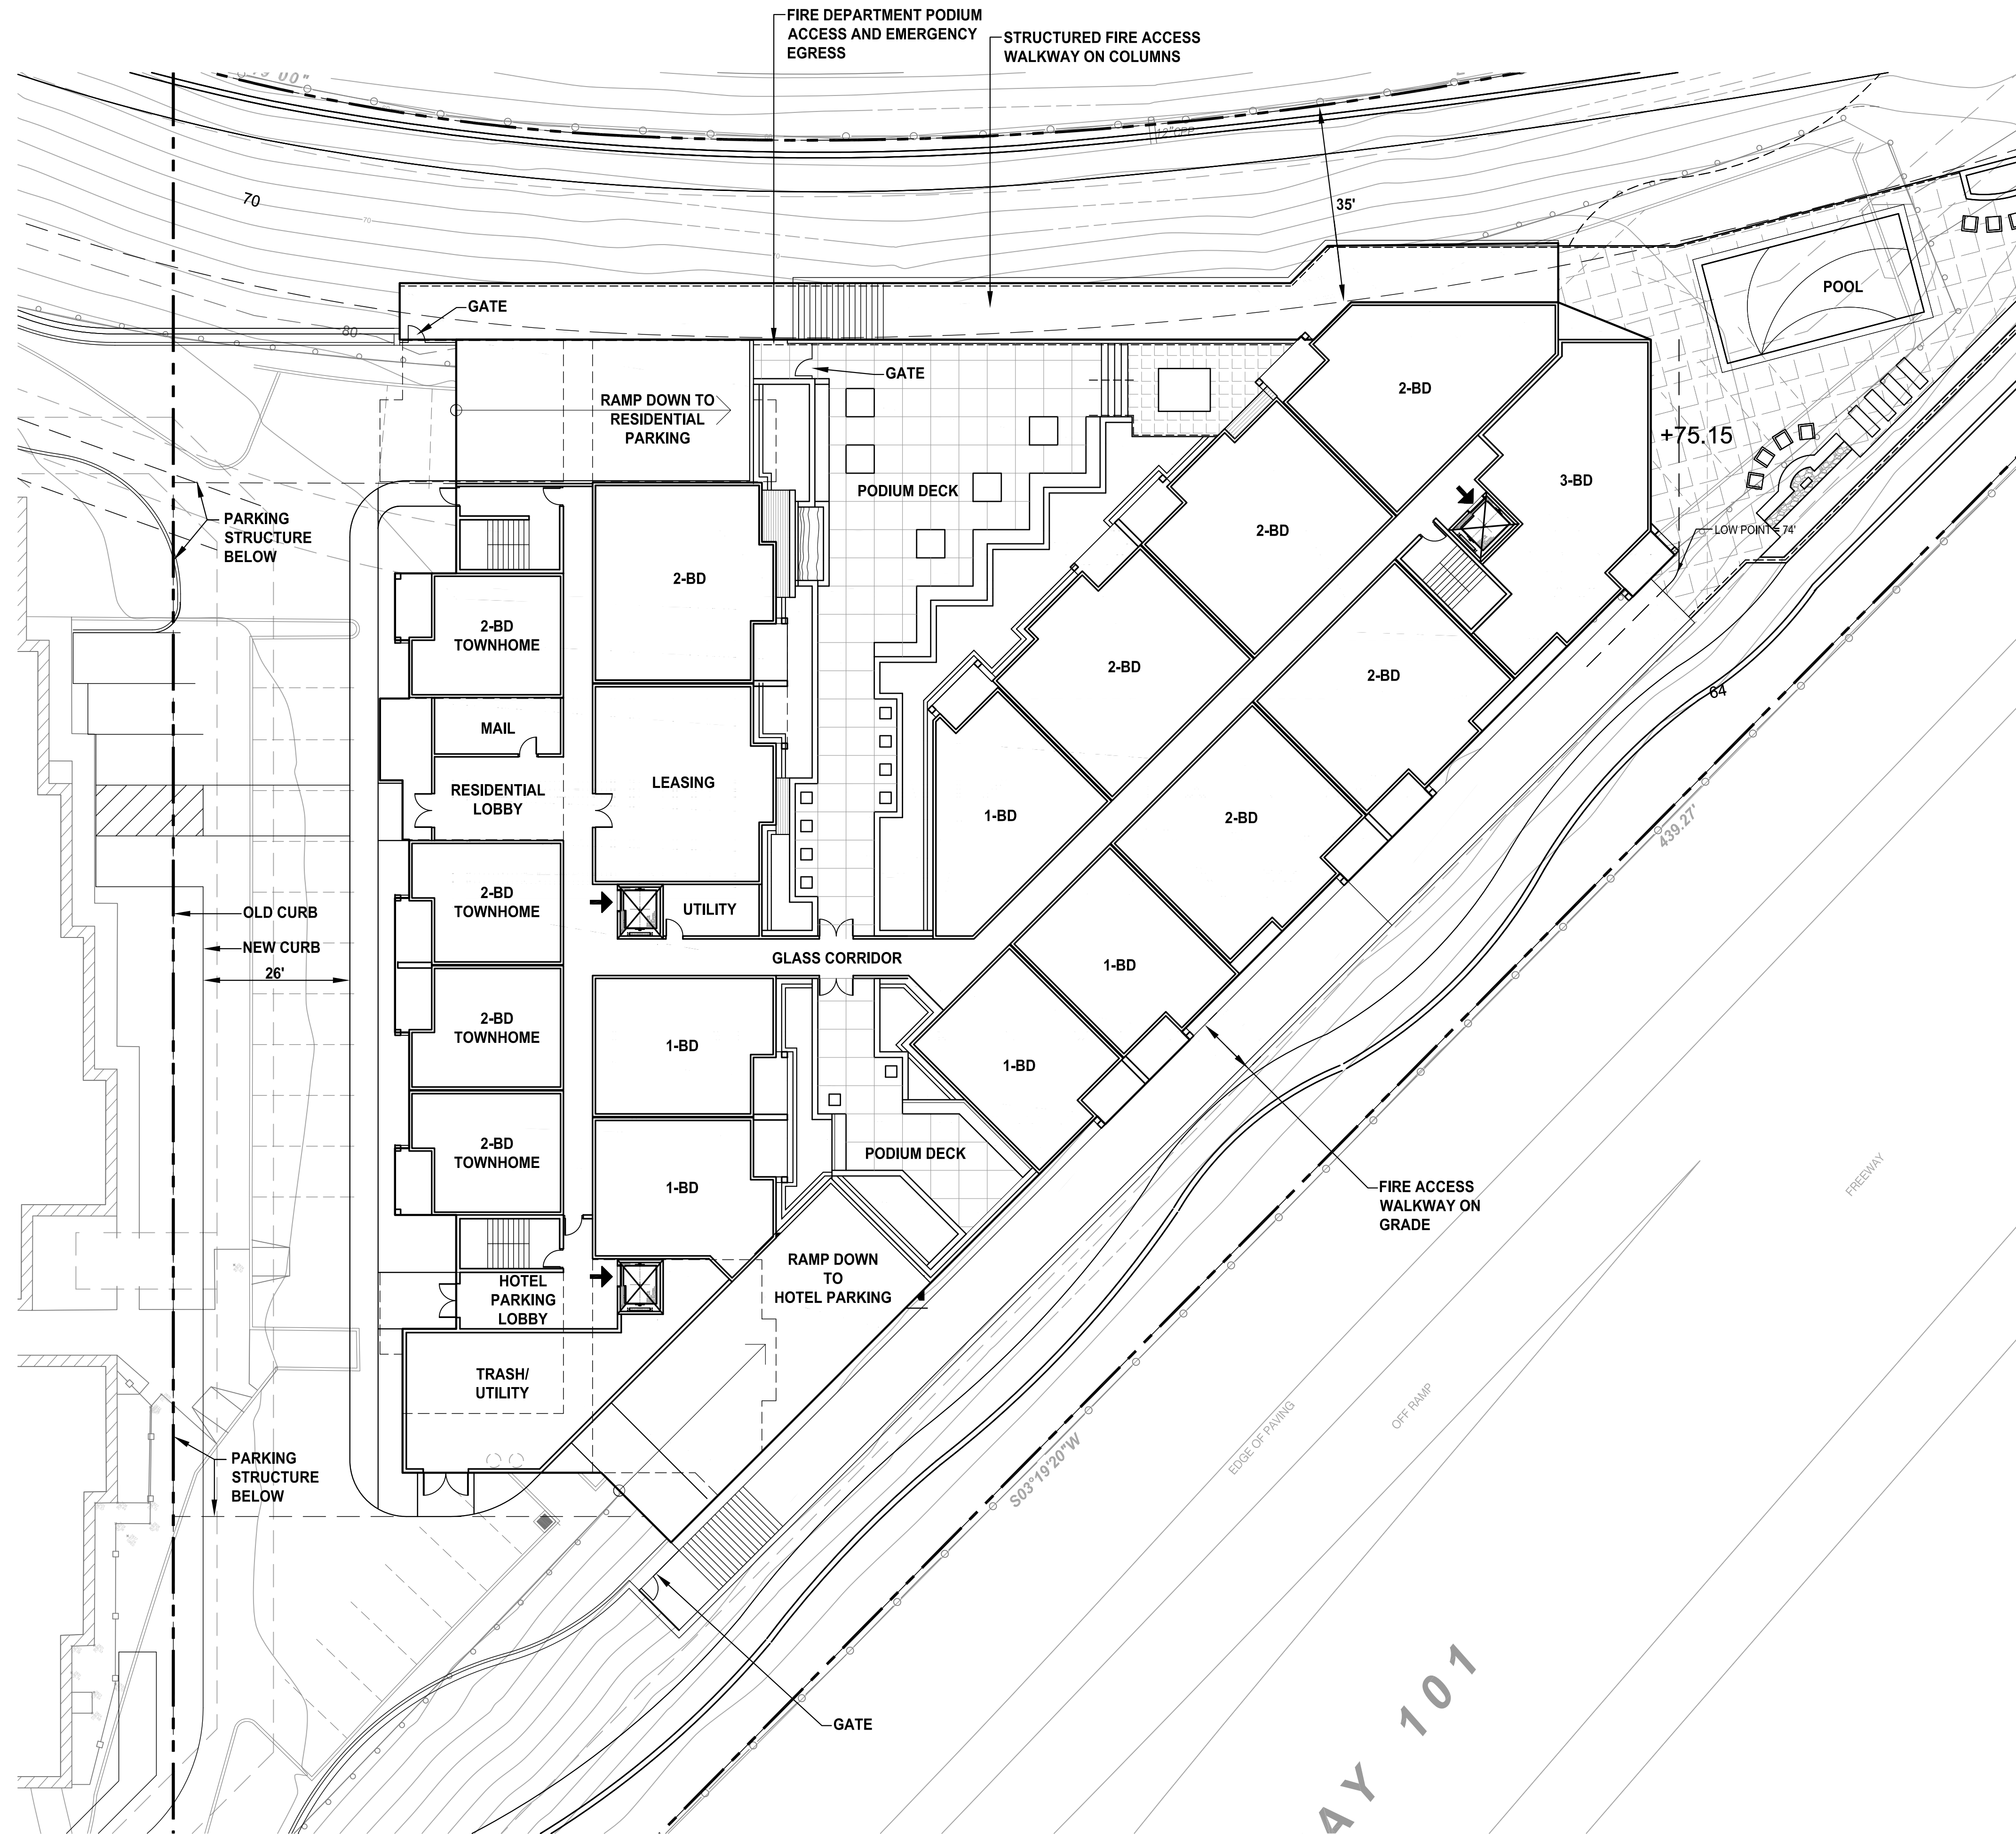 FIRE DEPARTMENT PODIUM
ACCESS AND EMERGENCY
EGRESS
STRUCTURED FIRE ACCESS
WALKWAY ON COLUMNS
70
70
35'
POOL
GATE
80
GATE
RAMP DOWN TO
RESIDENTIAL
PARKING
2-BD
+75.15
3-BD
PODIUM DECK
PARKING
STRUCTURE
BELOW
2-BD
LOW POINT = 74'
2-BD
2-BD
TOWNHOME
2-BD
2-BD
64
MAIL
LEASING
RESIDENTIAL
LOBBY
1-BD
2-BD
439.27'
2-BD
TOWNHOME
UTILITY
OLD CURB
NEW CURB
26'
GLASS CORRIDOR
1-BD
2-BD
TOWNHOME
1-BD
1-BD
2-BD
TOWNHOME
PODIUM DECK
1-BD
FREEWAY
FIRE ACCESS
WALKWAY ON
GRADE
RAMP DOWN
TO
HOTEL PARKING
HOTEL
PARKING
LOBBY
TRASH/
UTILITY
OFF RAMP
EDGE OF PAVING
PARKING
STRUCTURE
BELOW
S03°19'20"W
GATE
AY 101